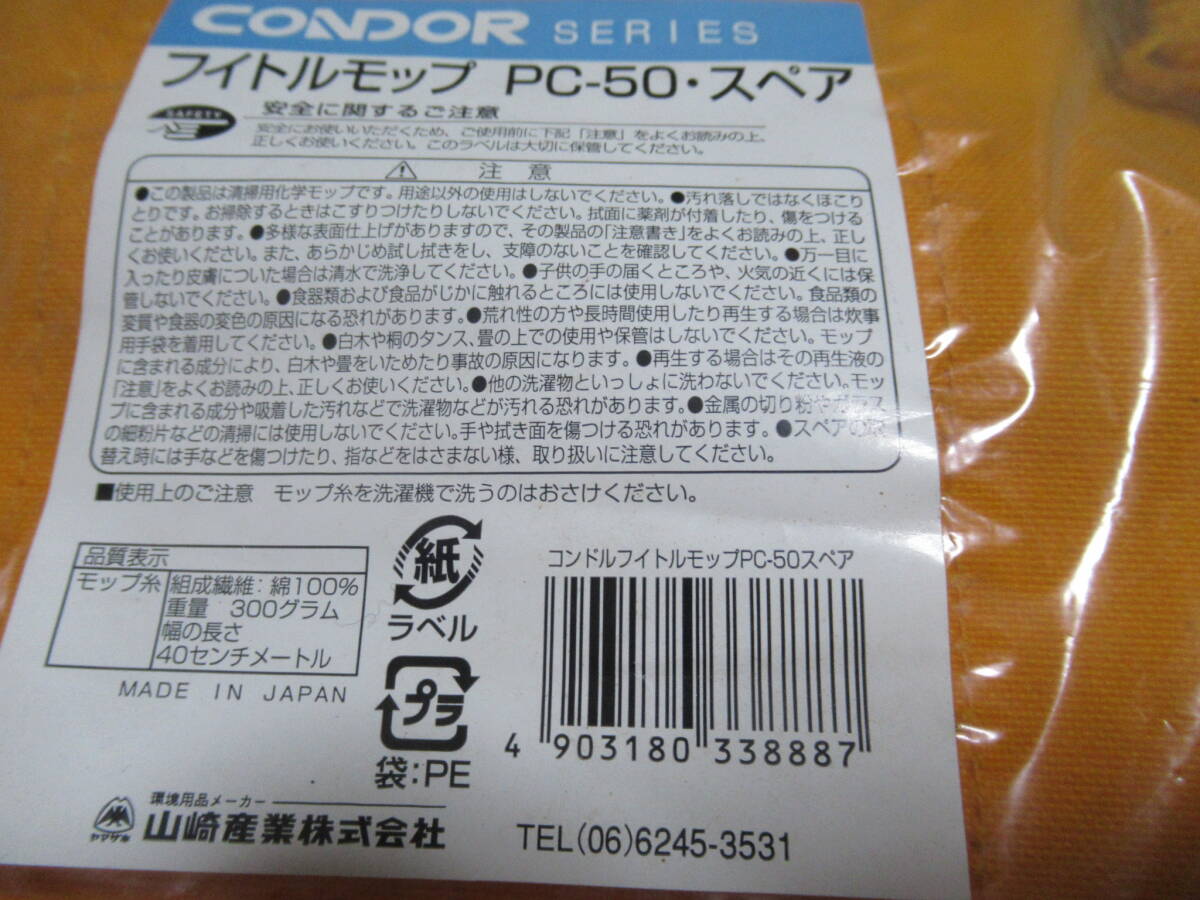 CONDOR SERIES
フイトルモップ PC-50・スペア
SAFETY
安全に関するご注意
安全にお使いいただくため、ご使用前に下記「注意」をよくお読みの上、
正しくお使いください。このラベルは大切に保管してください。
注意
●この製品は清掃用化学モップです。用途以外の使用はしないでください。●汚れ落しではなくほこり
とりです。お掃除するときはこすりつけたりしないでください。拭面に薬剤が付着したり、傷をつける
ことがあります。●多様な表面仕上げがありますので、その製品の「注意書き」をよくお読みの上、正し
くお使いください。また、あらかじめ試し拭きをし、支障のないことを確認してください。●万一目に
入ったり皮膚についた場合は清水で洗浄してください。●子供の手の届くところや、火気の近くには保
管しないでください。●食器類および食品がじかに触れるところには使用しないでください。食品類の
変質や食器の変色の原因になる恐れがあります。●荒れ性の方や長時間使用したり再生する場合は炊事
用手袋を着用してください。●白木や桐のタンス、畳の上での使用や保管はしないでください。モップ
に含まれる成分により、白木や畳をいためたり事故の原因になります。●再生する場合はその再生液の
「注意」をよくお読みの上、正しくお使いください。●他の洗濯物といっしょに洗わないでください。モッ
プに含まれる成分や吸着した汚れなどで洗濯物などが汚れる恐れがあります。●金属の切り粉やガラス
の細粉片などの清掃には使用しないでください。手や拭き面を傷つける恐れがあります。●スペアの
替え時には手などを傷つけたり、指などをはさまない様、取り扱いに注意してください。
■使用上のご注意 モップ糸を洗濯機で洗うのはおさけください。
品質表示
モップ糸 組成繊維：綿100%
重量 300グラム
幅の長さ
40センチメートル
MADE IN JAPAN
紙
ラベル
プラ
袋：PE
コンドルフイトルモップPC-50スペア
4 903180 338887
ヤマザキ
環境用品メーカー
山崎産業株式会社
TEL(06)6245-3531